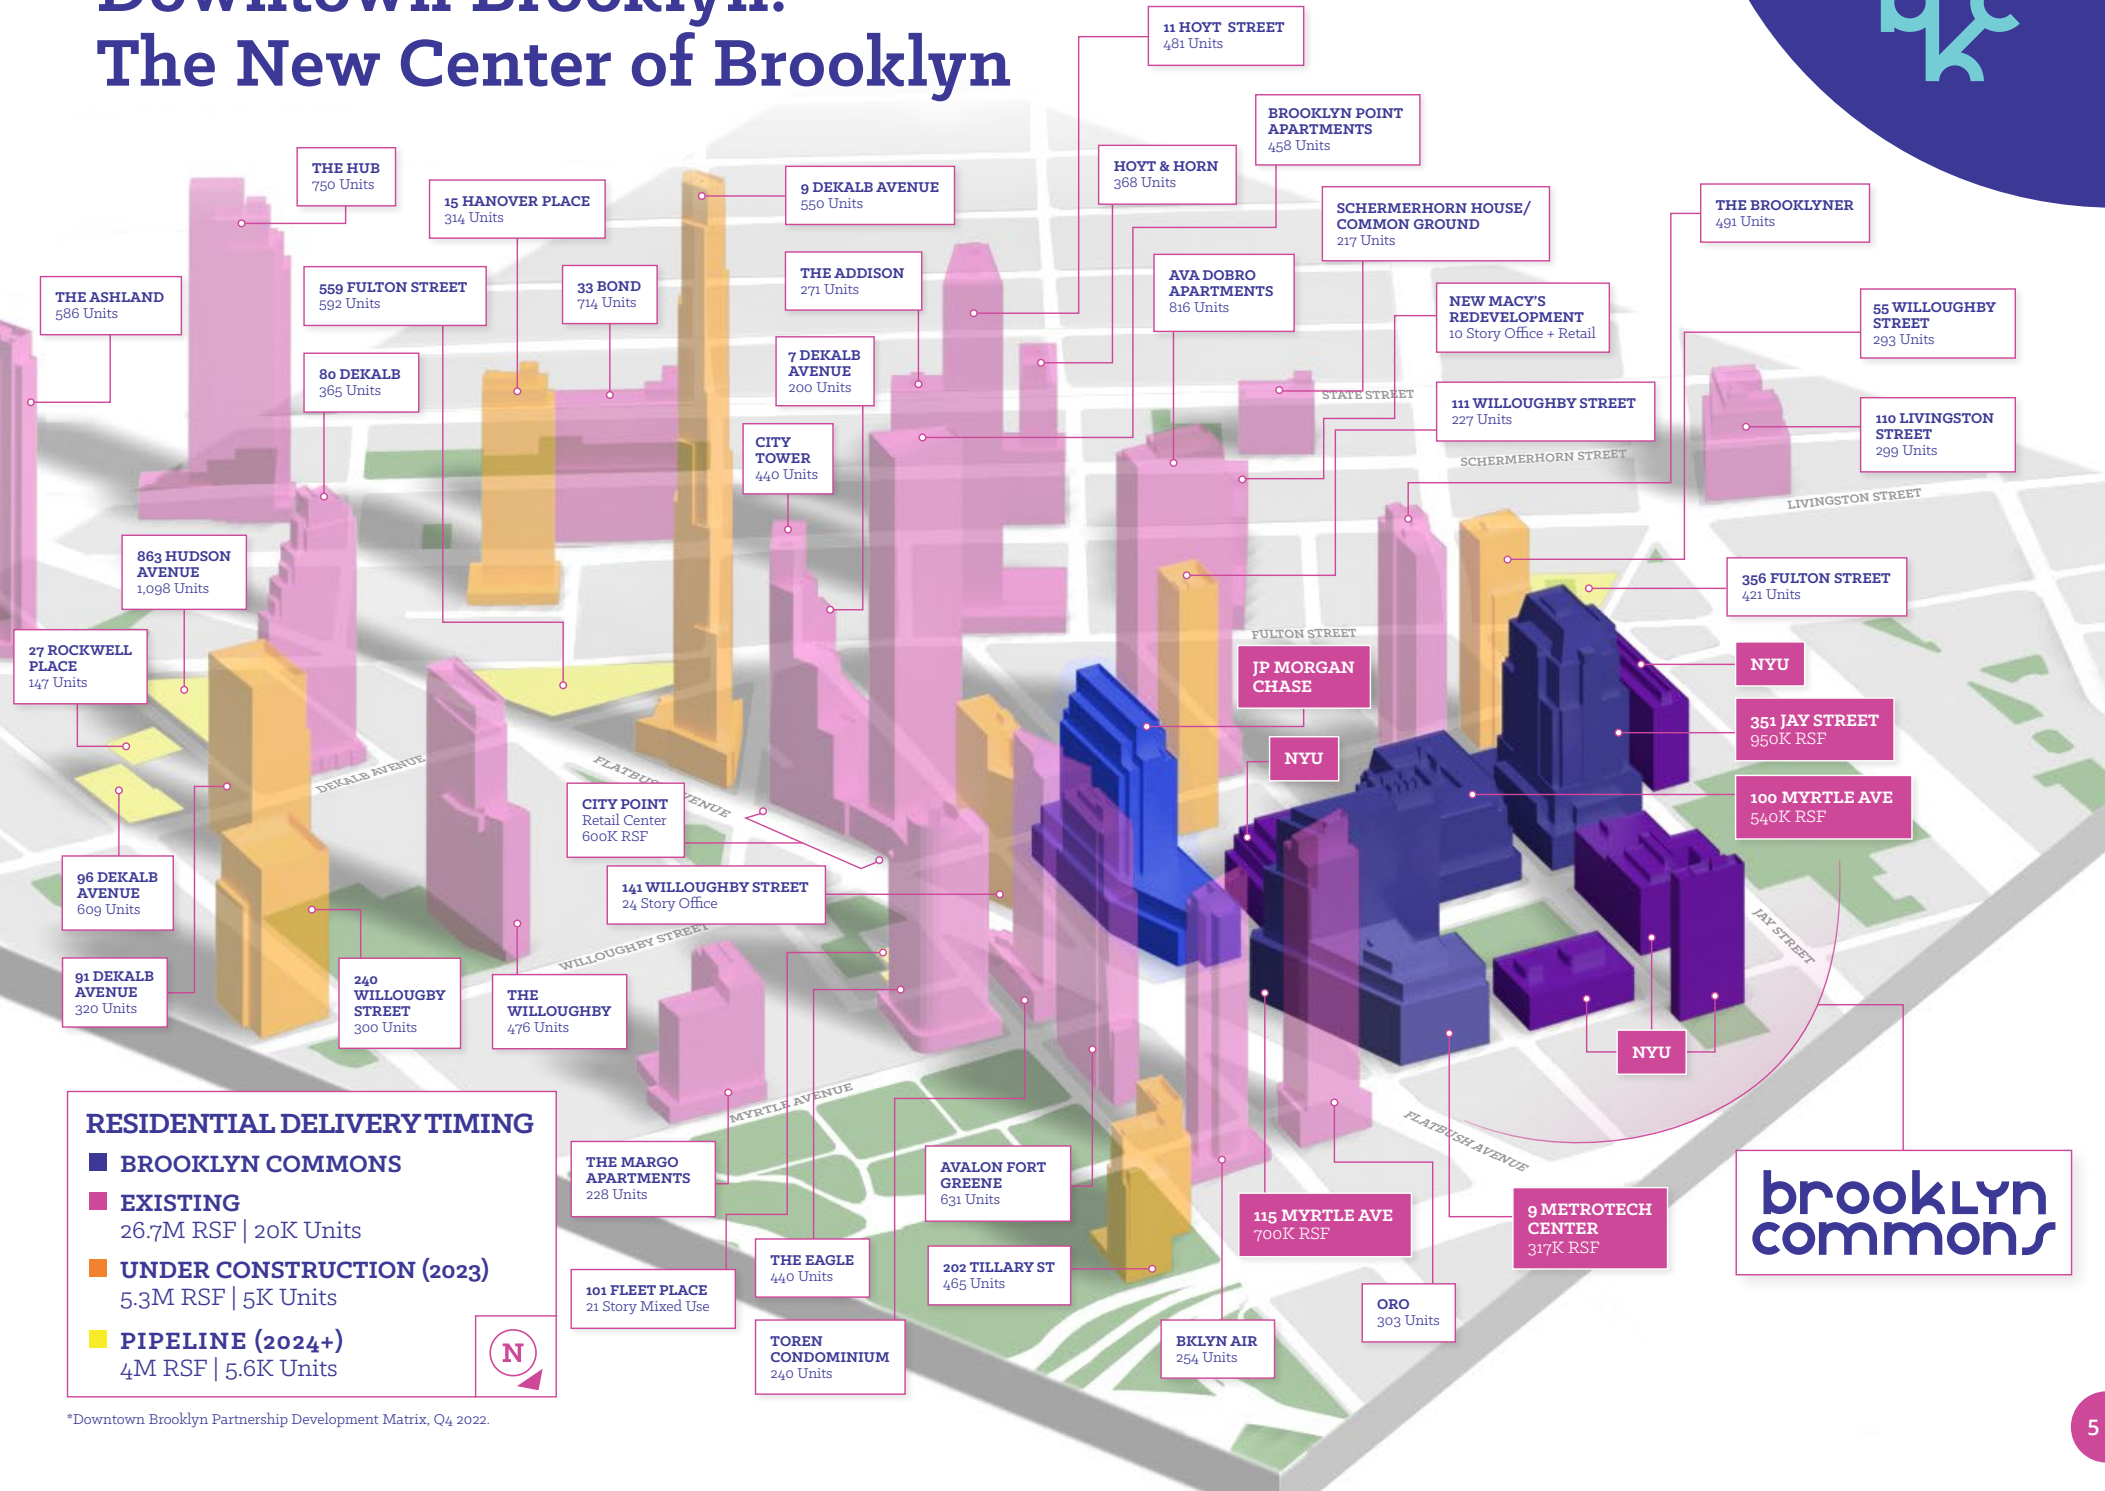 Downtown Brooklyn:
The New Center of Brooklyn
bkc
11 HOYT STREET
481 Units
BROOKLYN POINT
APARTMENTS
458 Units
THE HUB
750 Units
15 HANOVER PLACE
314 Units
9 DEKALB AVENUE
550 Units
HOYT & HORN
368 Units
SCHERMERHORN HOUSE/
COMMON GROUND
217 Units
THE BROOKLYNER
491 Units
THE ASHLAND
586 Units
559 FULTON STREET
592 Units
33 BOND
714 Units
THE ADDISON
271 Units
AVA DOBRO
APARTMENTS
816 Units
NEW MACY'S
REDEVELOPMENT
10 Story Office + Retail
55 WILLOUGHBY
STREET
293 Units
80 DEKALB
365 Units
7 DEKALB
AVENUE
200 Units
STATE STREET
111 WILLOUGHBY STREET
227 Units
110 LIVINGSTON
STREET
299 Units
CITY
TOWER
440 Units
SCHERMERHORN STREET
LIVINGSTON STREET
863 HUDSON
AVENUE
1,098 Units
356 FULTON STREET
421 Units
27 ROCKWELL
PLACE
147 Units
FULTON STREET
JP MORGAN
CHASE
NYU
351 JAY STREET
950K RSF
NYU
100 MYRTLE AVE
540K RSF
DEKALB AVENUE
FLATBUS
VENUE
CITY POINT
Retail Center
600K RSF
96 DEKALB
AVENUE
609 Units
141 WILLOUGHBY STREET
24 Story Office
JAY STREET
WILLOUGHBY STREET
91 DEKALB
AVENUE
320 Units
240
WILLOUGBY
STREET
300 Units
THE
WILLOUGHBY
476 Units
NYU
MYRTLE AVENUE
FLATBUSH AVENUE
RESIDENTIAL DELIVERY TIMING
BROOKLYN COMMONS
EXISTING
26.7M RSF | 20K Units
UNDER CONSTRUCTION (2023)
5.3M RSF | 5K Units
PIPELINE (2024+)
4M RSF | 5.6K Units
N
THE MARGO
APARTMENTS
228 Units
AVALON FORT
GREENE
631 Units
115 MYRTLE AVE
700K RSF
9 METROTECH
CENTER
317K RSF
brooklyn
commons
THE EAGLE
440 Units
202 TILLARY ST
465 Units
101 FLEET PLACE
21 Story Mixed Use
ORO
303 Units
TOREN
CONDOMINIUM
240 Units
BKLYN AIR
254 Units
*Downtown Brooklyn Partnership Development Matrix, Q4 2022.
5